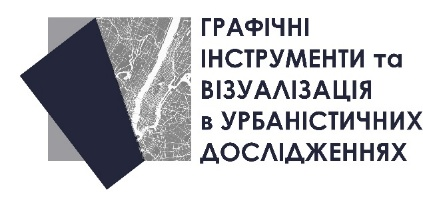 ГРАФІЧНІ
ІНСТРУМЕНТИ та
ВІЗУАЛІЗАЦІЯ
в УРБАНІСТИЧНИХ
ДОСЛІДЖЕННЯХ